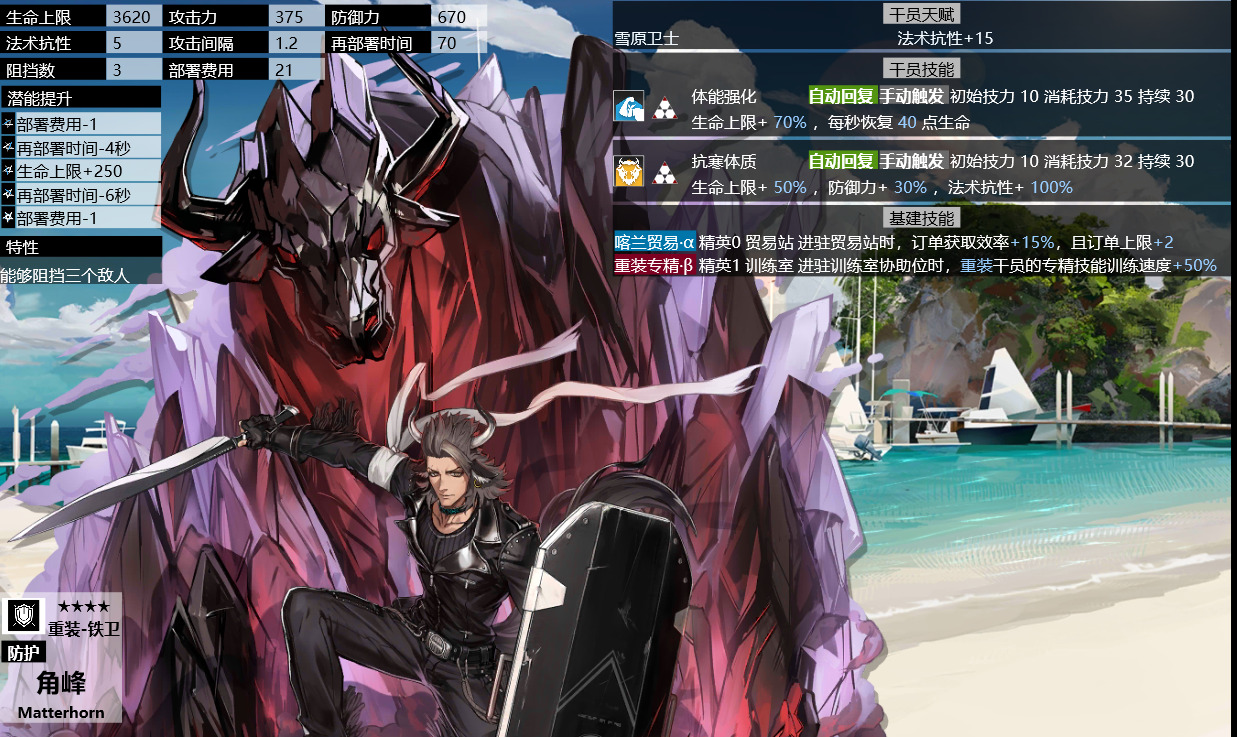 生命上限 3620 攻击力 375 防御力 670
法术抗性 5 攻击间隔 1.2 再部署时间 70
阻挡数 3 部署费用 21
潜能提升
部署费用-1
再部署时间-4秒
生命上限+250
再部署时间-6秒
部署费用-1
特性
能够阻挡三个敌人
干员天赋
雪原卫士 法术抗性+15
干员技能
体能强化 自动回复 手动触发 初始技力 10 消耗技力 35 持续 30
生命上限+ 70% ，每秒恢复 40 点生命
抗寒体质 自动回复 手动触发 初始技力 10 消耗技力 32 持续 30
生命上限+ 50% ，防御力+ 30% ，法术抗性+ 100%
基建技能
喀兰贸易·α 精英0 贸易站 进驻贸易站时，订单获取效率+15%，且订单上限+2
重装专精·β 精英1 训练室 进驻训练室协助位时，重装干员的专精技能训练速度+50%
★★★★
重装-铁卫
防护
角峰
Matterhorn